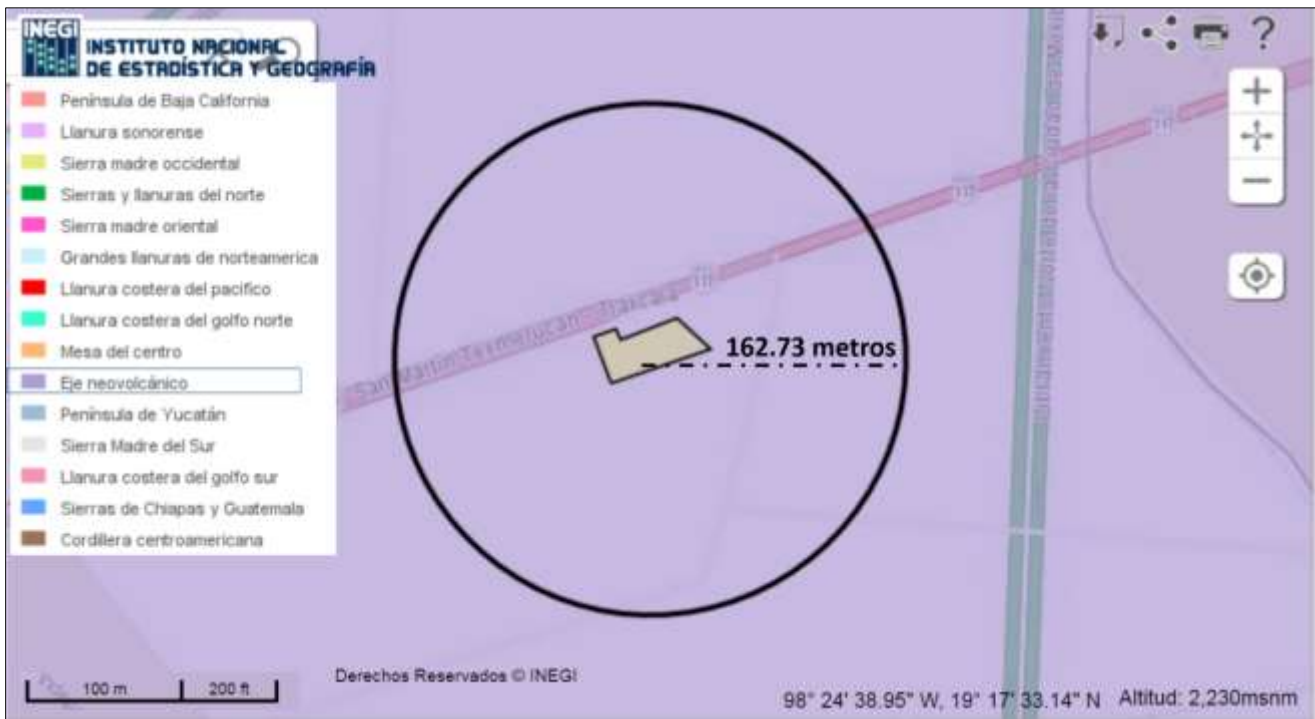 INEGI
INSTITUTO NACIONAL
DE ESTADÍSTICA Y GEOGRAFÍA
?
Península de Baja California
Llanura sonorense
Sierra madre occidental
Sierras y llanuras del norte
Sierra madre oriental
Grandes llanuras de norteamerica
Llanura costera del pacifico
Llanura costera del golfo norte
Mesa del centro
Eje neovolcánico
Península de Yucatán
Sierra Madre del Sur
Llanura costera del golfo sur
Sierras de Chiapas y Guatemala
Cordillera centroamericana
San Martín Texmelucan - Tlaxcala
162.73 metros
100 m
200 ft
Derechos Reservados © INEGI
98° 24' 38.95" W, 19° 17' 33.14" N Altitud: 2,230msnm